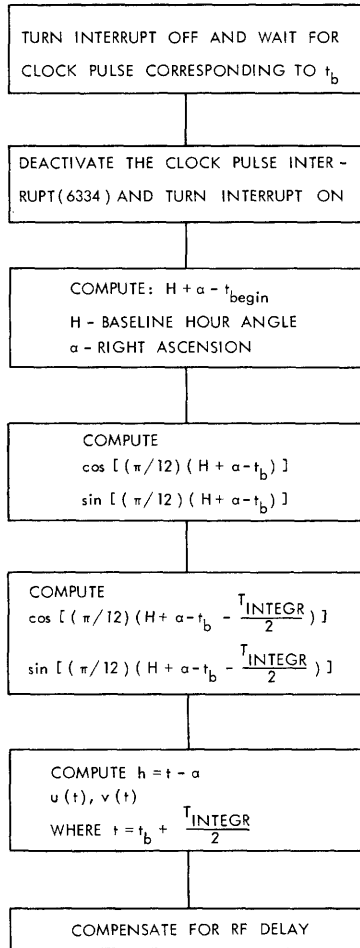 TURN INTERRUPT OFF AND WAIT FOR
CLOCK PULSE CORRESPONDING TO t_b
DEACTIVATE THE CLOCK PULSE INTER-
RUPT(6334) AND TURN INTERRUPT ON
COMPUTE: H + α - t_begin
H - BASELINE HOUR ANGLE
α - RIGHT ASCENSION
COMPUTE
cos [ (π/12) ( H + α - t_b ) ]
sin [ (π/12) ( H + α - t_b ) ]
COMPUTE
cos [ (π/12) (H + α - t_b - T_INTEGR/2 ) ]
sin [ (π/12) ( H + α - t_b - T_INTEGR/2 ) ]
COMPUTE h = t - α
u (t), v (t)
WHERE t = t_b + T_INTEGR/2
COMPENSATE FOR RF DELAY